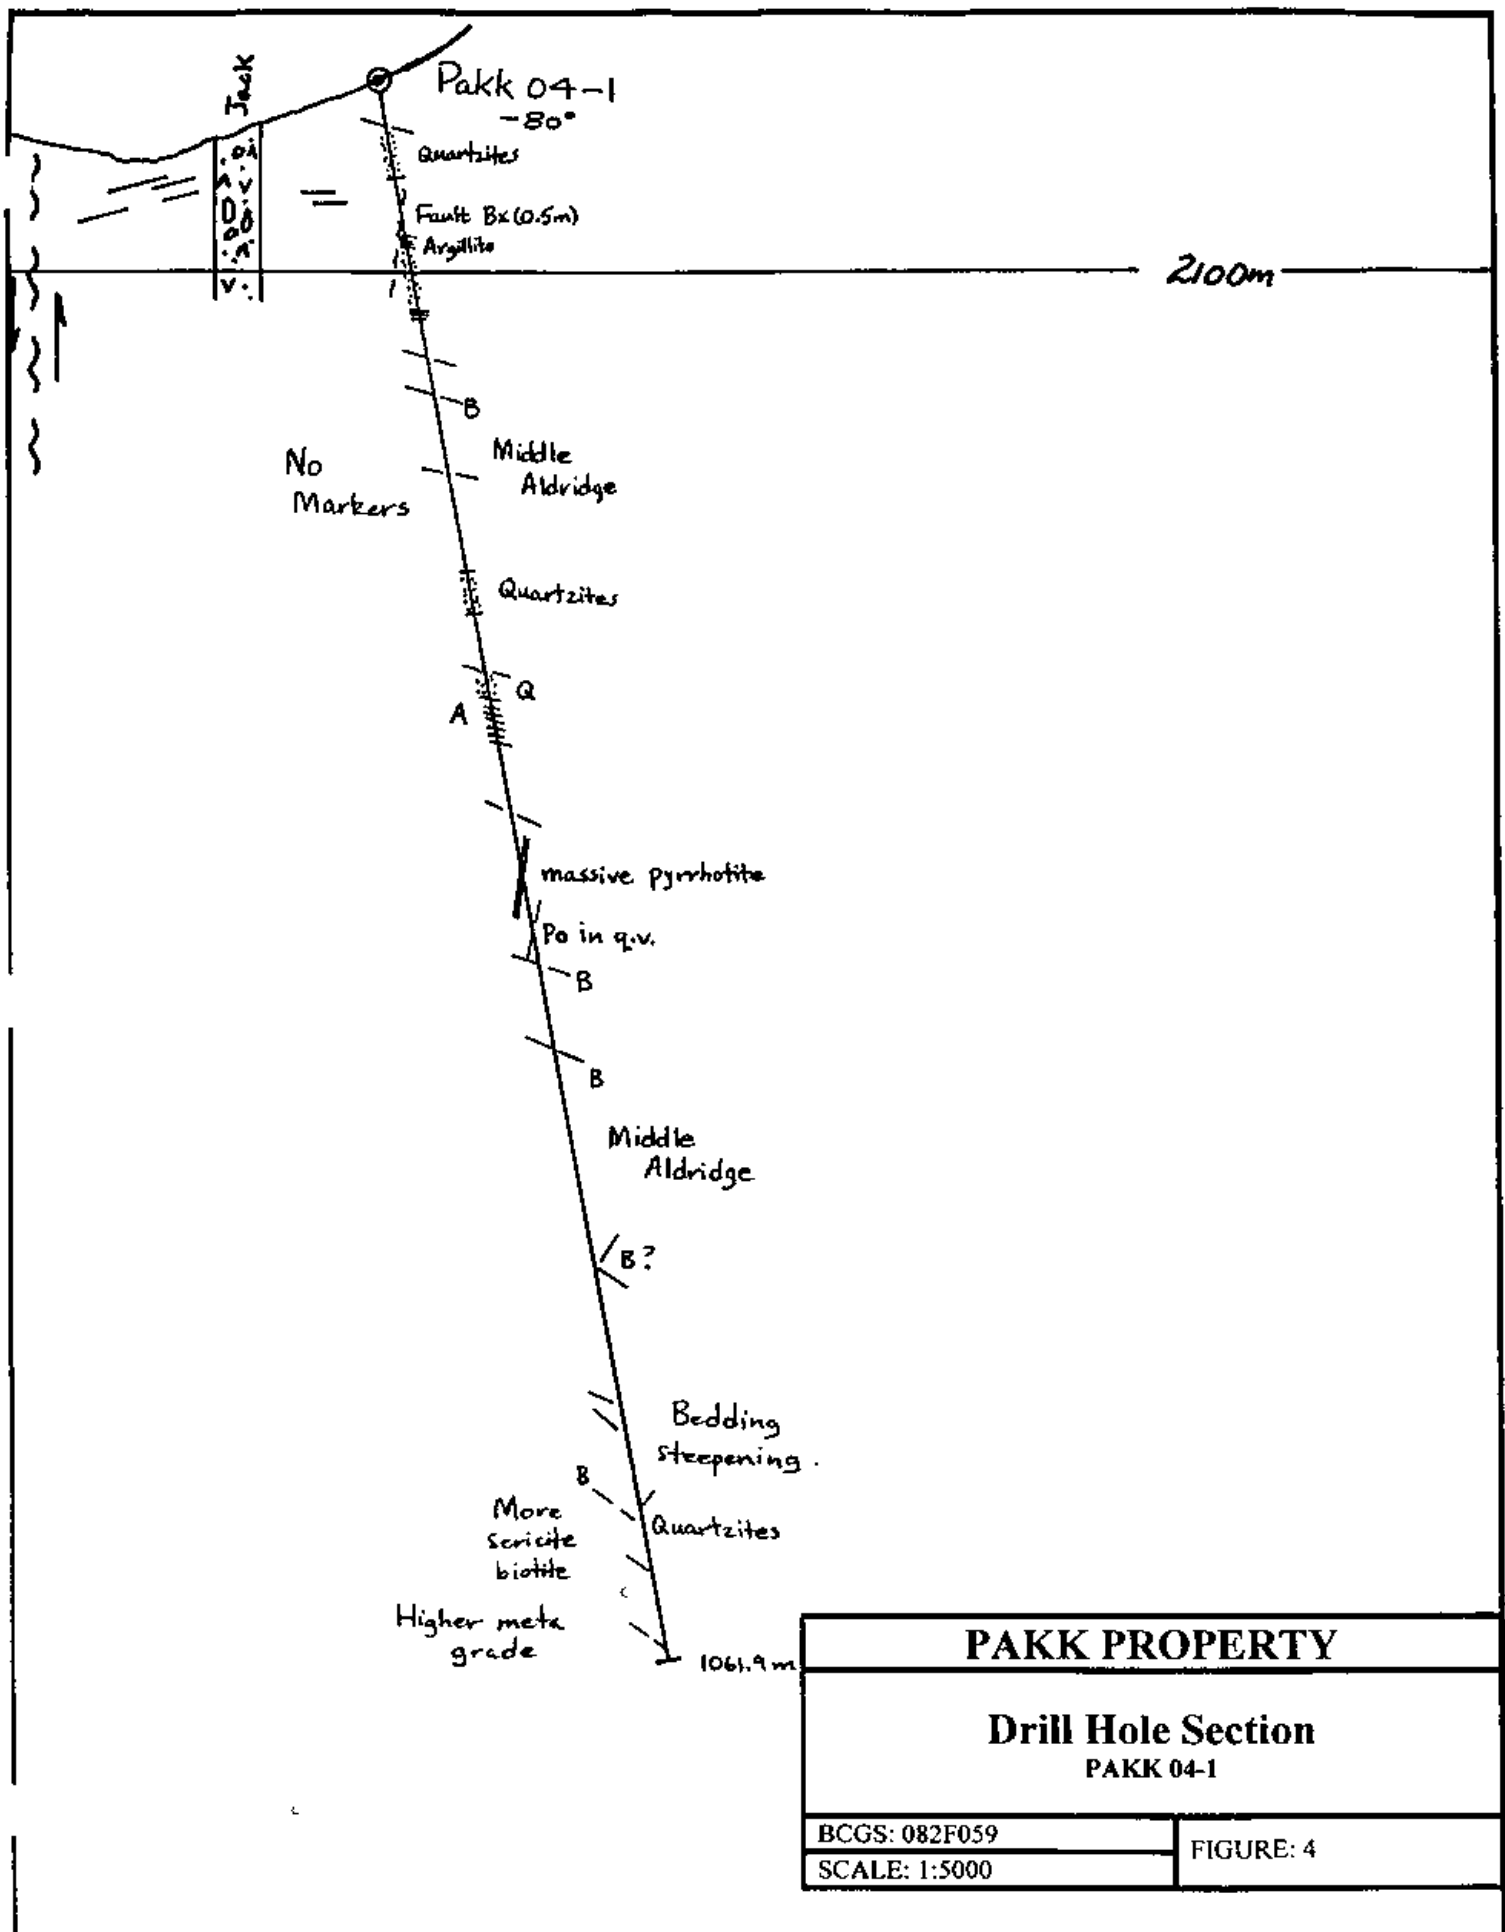 Jack
Pakk 04-1
-80°
Quartzites
Fault Bx (0.5m)
Argillite
2100m
B
Middle
Aldridge
No
Markers
Quartzites
Q
A
massive pyrrhotite
Po in q.v.
B
B
Middle
Aldridge
B?
Bedding
steepening.
B
More
sericite
biotite
Quartzites
Higher meta
grade
1061.9m
PAKK PROPERTY
Drill Hole Section
PAKK 04-1
BCGS: 082F059
SCALE: 1:5000
FIGURE: 4